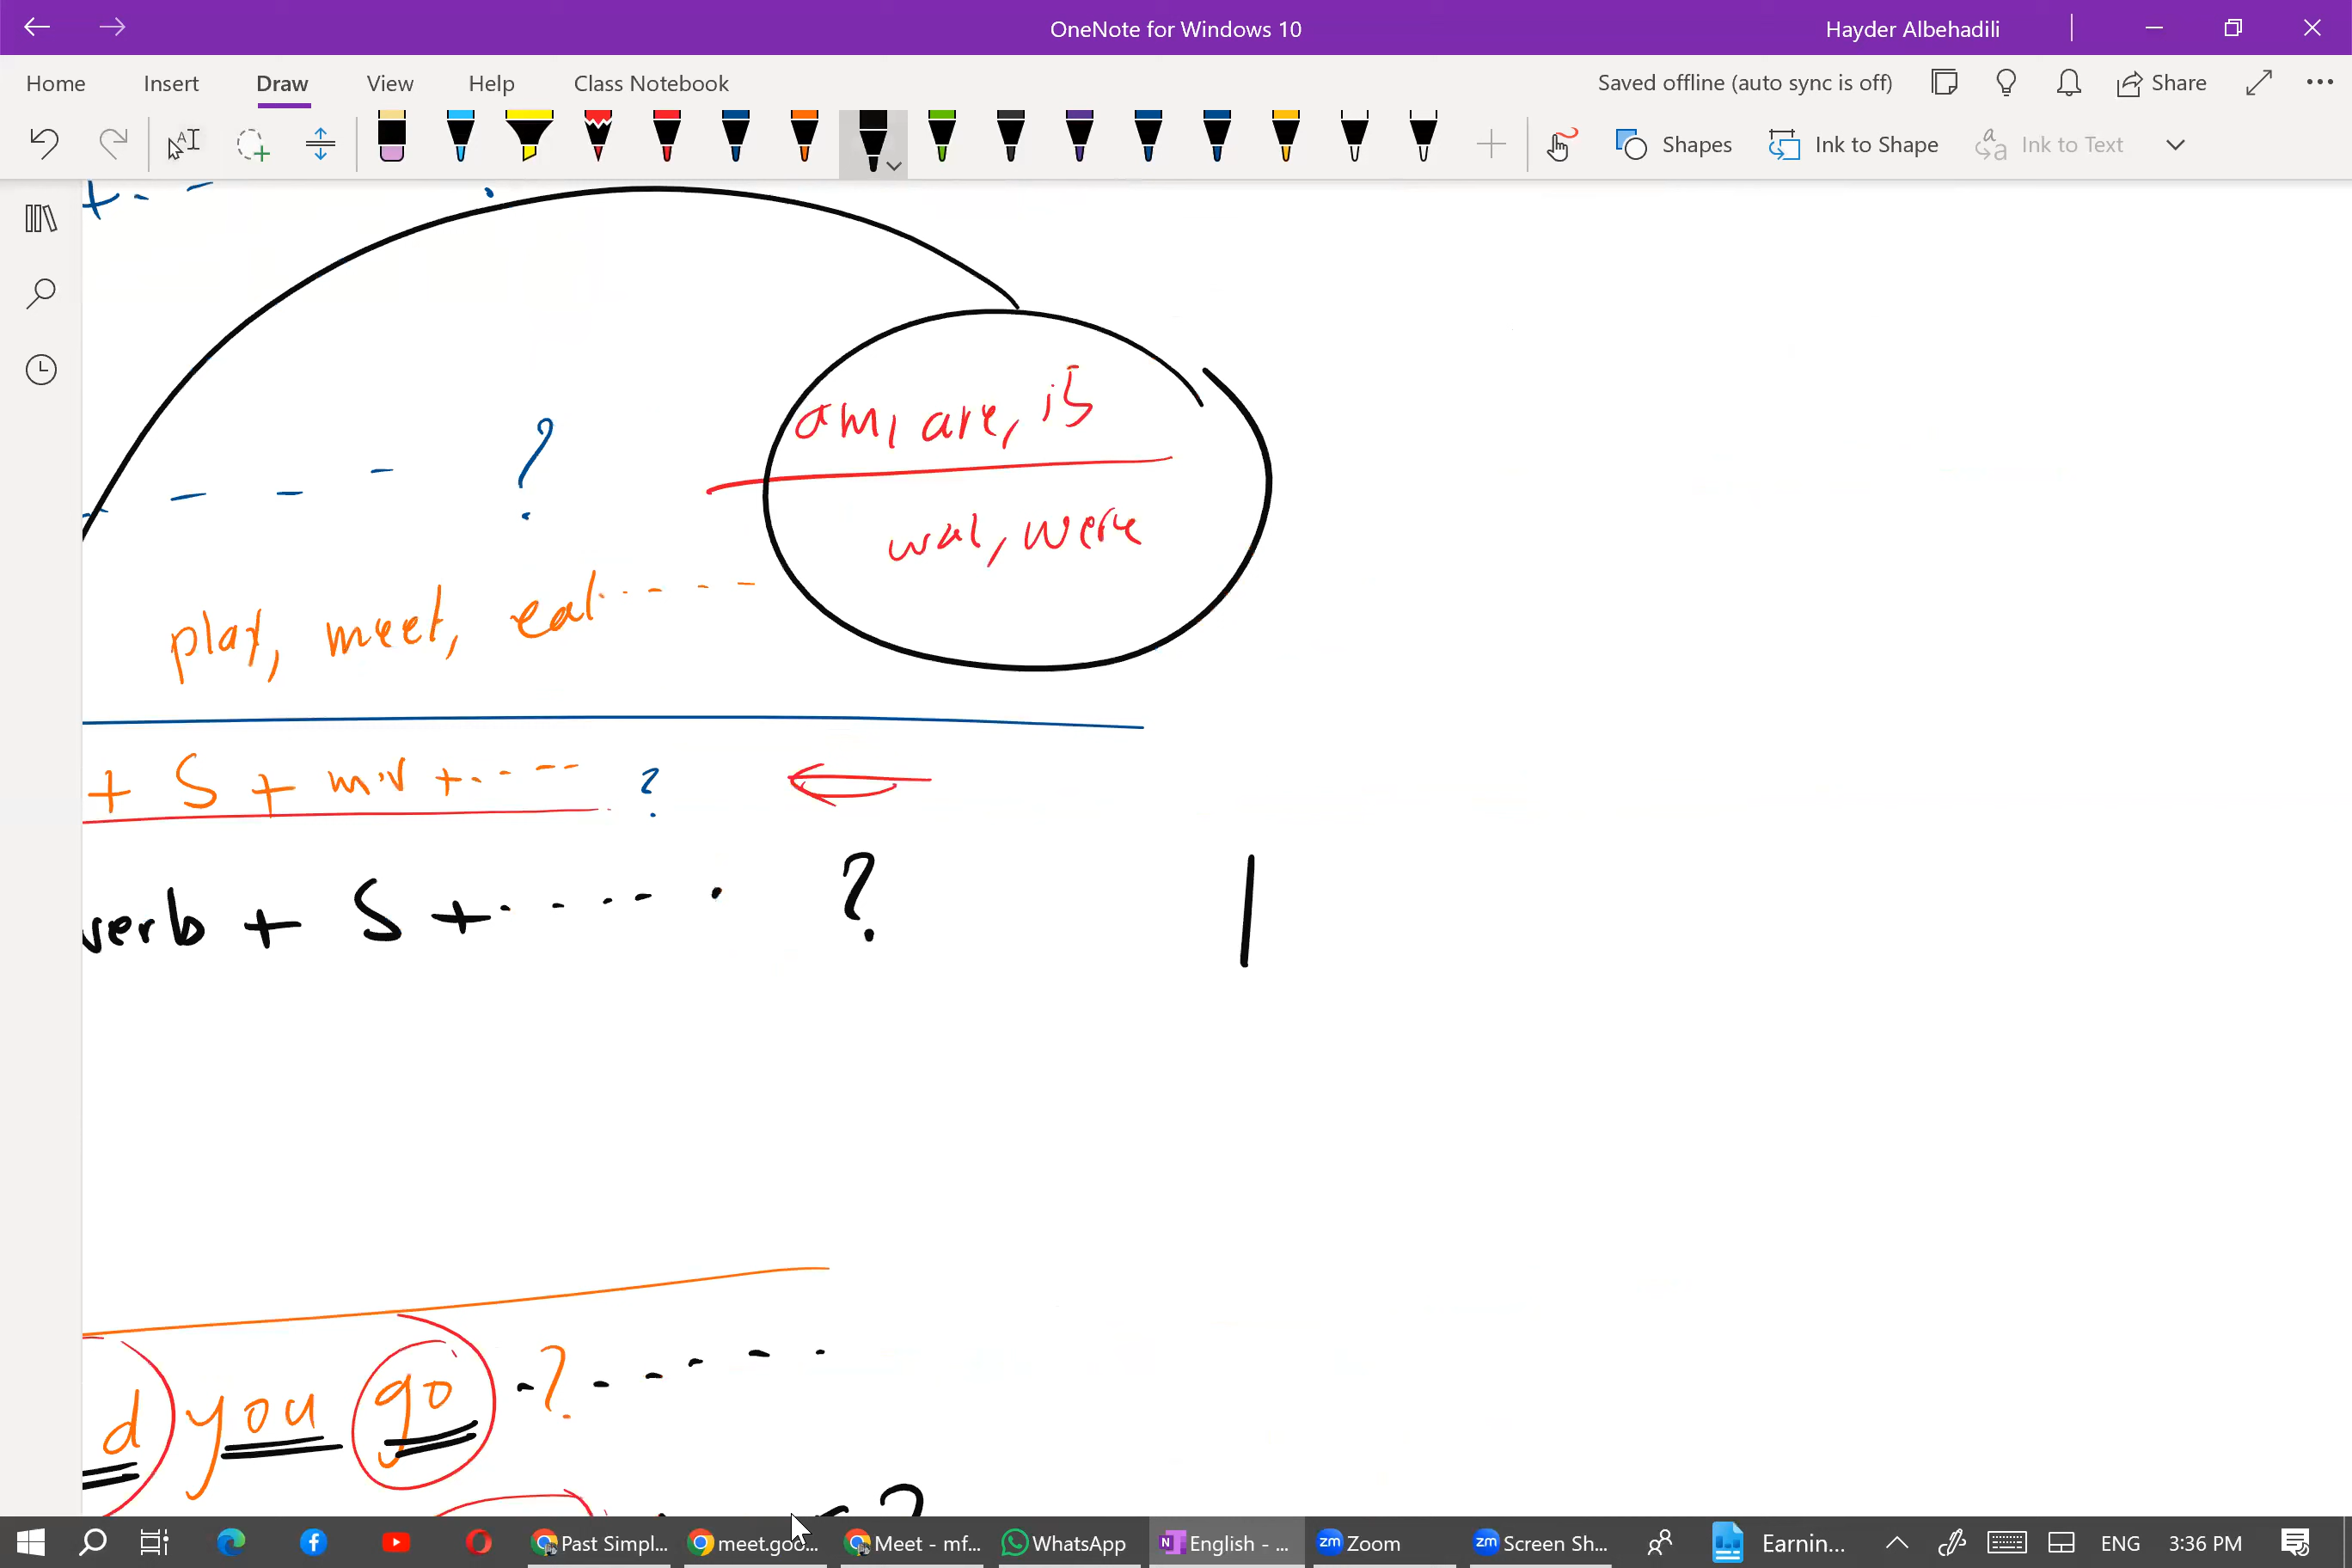 OneNote for Windows 10
Hayder Albehadili
Home Insert Draw View Help Class Notebook
Saved offline (auto sync is off)
Share
Shapes
Ink to Shape
Ink to Text
+ - -
am, are, is
- - - ?
was, were
play, meet, eat.....
+ S + m.v +..... ?
verb + S +..... ?
d you go -?- - - - -
?
Past Simpl...
meet.goo...
Meet - mf...
WhatsApp
English - ...
Zoom
Screen Sh...
Earnin...
ENG
3:36 PM